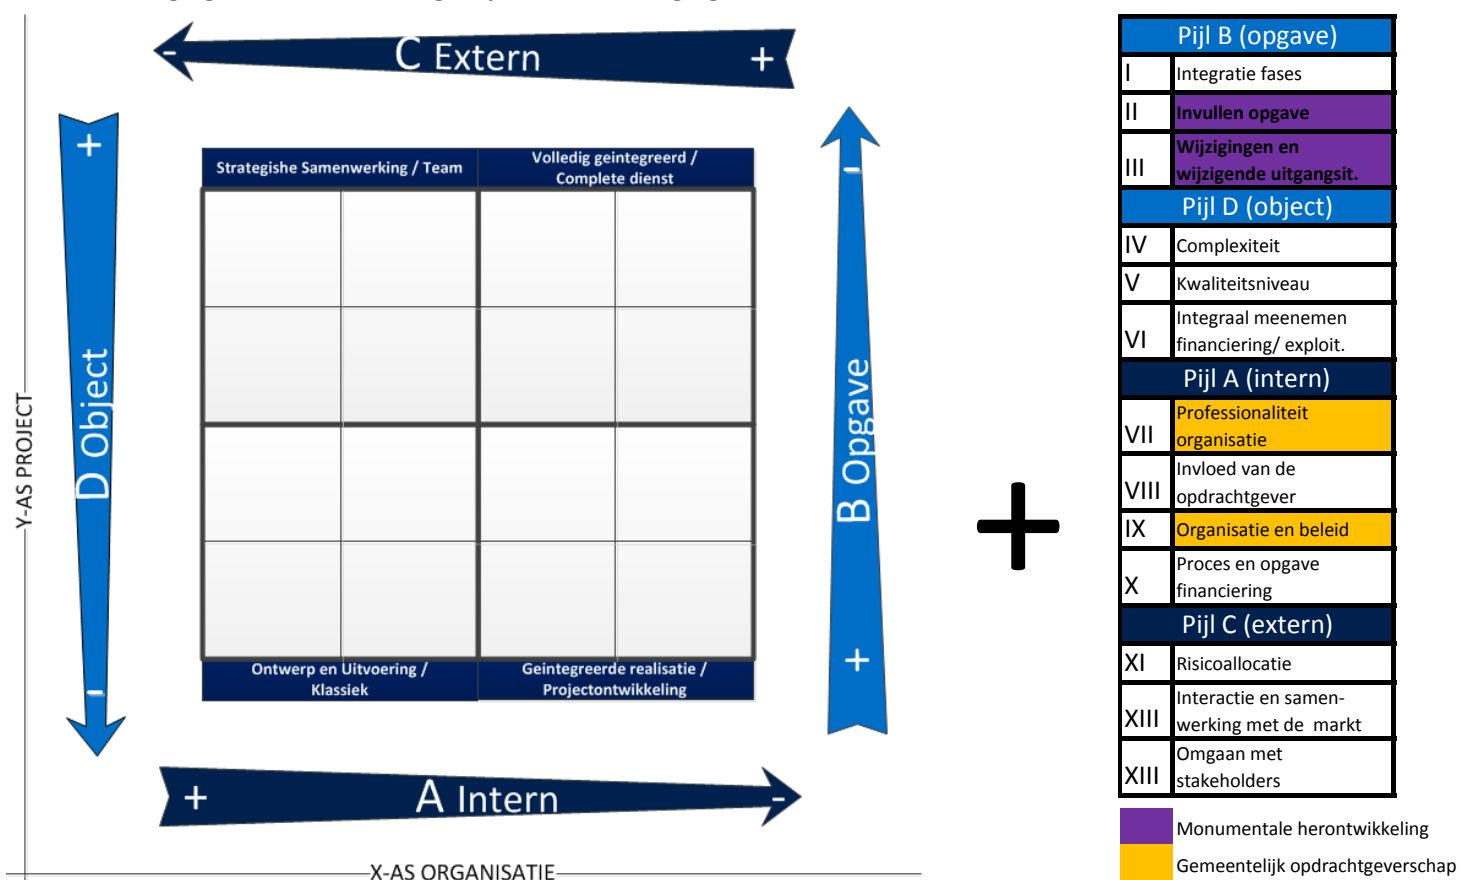 C Extern
-
+
+
D Object
-
Y-AS PROJECT
Strategishe Samenwerking / Team
Volledig geintegreerd /
Complete dienst
Ontwerp en Uitvoering /
Klassiek
Geintegreerde realisatie /
Projectontwikkeling
-
B Opgave
+
+
A Intern
-
X-AS ORGANISATIE
+
Pijl B (opgave)
I Integratie fases
II Invullen opgave
III Wijzigingen en
wijzigende uitgangsit.
Pijl D (object)
IV Complexiteit
V Kwaliteitsniveau
VI Integraal meenemen
financiering/ exploit.
Pijl A (intern)
VII Professionaliteit
organisatie
VIII Invloed van de
opdrachtgever
IX Organisatie en beleid
X Proces en opgave
financiering
Pijl C (extern)
XI Risicoallocatie
XIII Interactie en samen-
werking met de markt
XIII Omgaan met
stakeholders
Monumentale herontwikkeling
Gemeentelijk opdrachtgeverschap